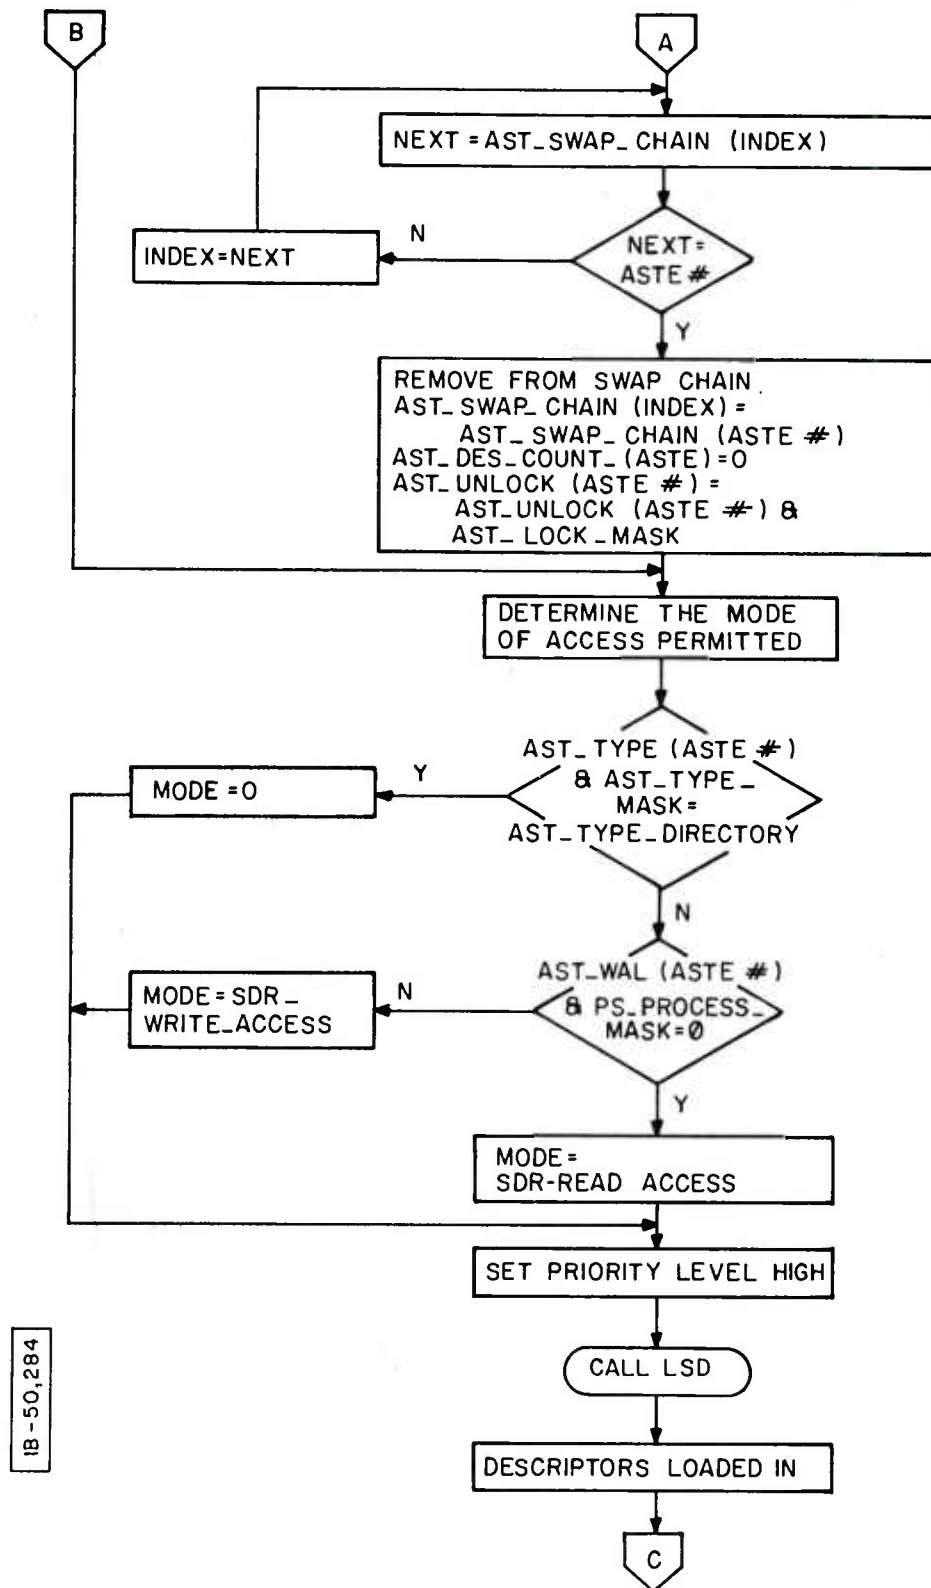 B
A
NEXT = AST_SWAP_CHAIN (INDEX)
N
INDEX=NEXT
NEXT=
ASTE #
Y
REMOVE FROM SWAP CHAIN
AST_SWAP_CHAIN (INDEX)=
AST_SWAP_CHAIN (ASTE #)
AST_DES_COUNT_(ASTE)=0
AST_UNLOCK (ASTE #)=
AST_UNLOCK (ASTE #) &
AST_LOCK_MASK
DETERMINE THE MODE
OF ACCESS PERMITTED
AST_TYPE (ASTE #)
& AST_TYPE_
MASK=
AST_TYPE_DIRECTORY
Y
MODE=0
N
AST_WAL (ASTE #)
& PS_PROCESS_
MASK=Ø
N
MODE=SDR_
WRITE_ACCESS
Y
MODE=
SDR-READ ACCESS
SET PRIORITY LEVEL HIGH
CALL LSD
DESCRIPTORS LOADED IN
C
IB-50,284